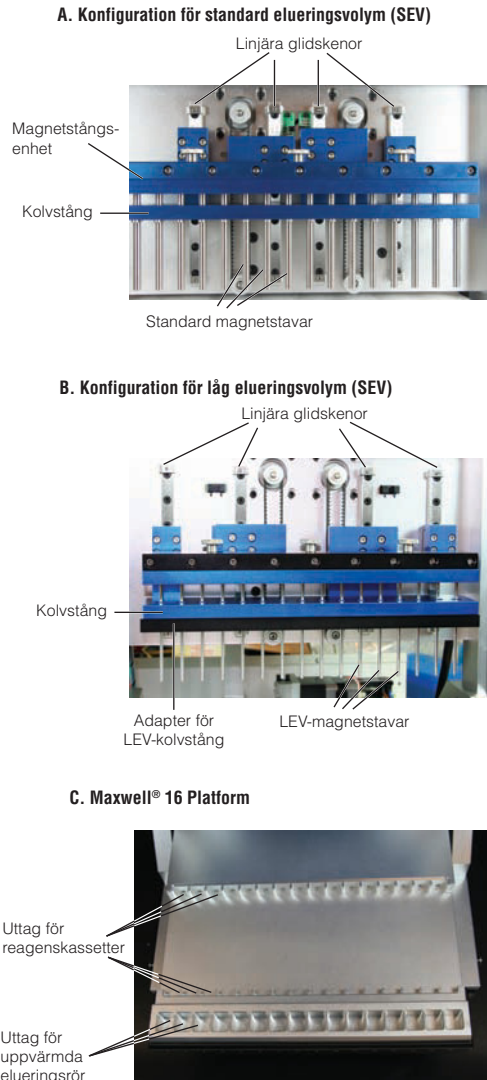 A. Konfiguration för standard elueringsvolym (SEV)
Linjära glidskenor
Magnetstångs-
enhet
Kolvstång
Standard magnetstavar
B. Konfiguration för låg elueringsvolym (SEV)
Linjära glidskenor
Kolvstång
Adapter för
LEV-kolvstång
LEV-magnetstavar
C. Maxwell® 16 Platform
Uttag för
reagenskassetter
Uttag för
uppvärmda
elueringsrör